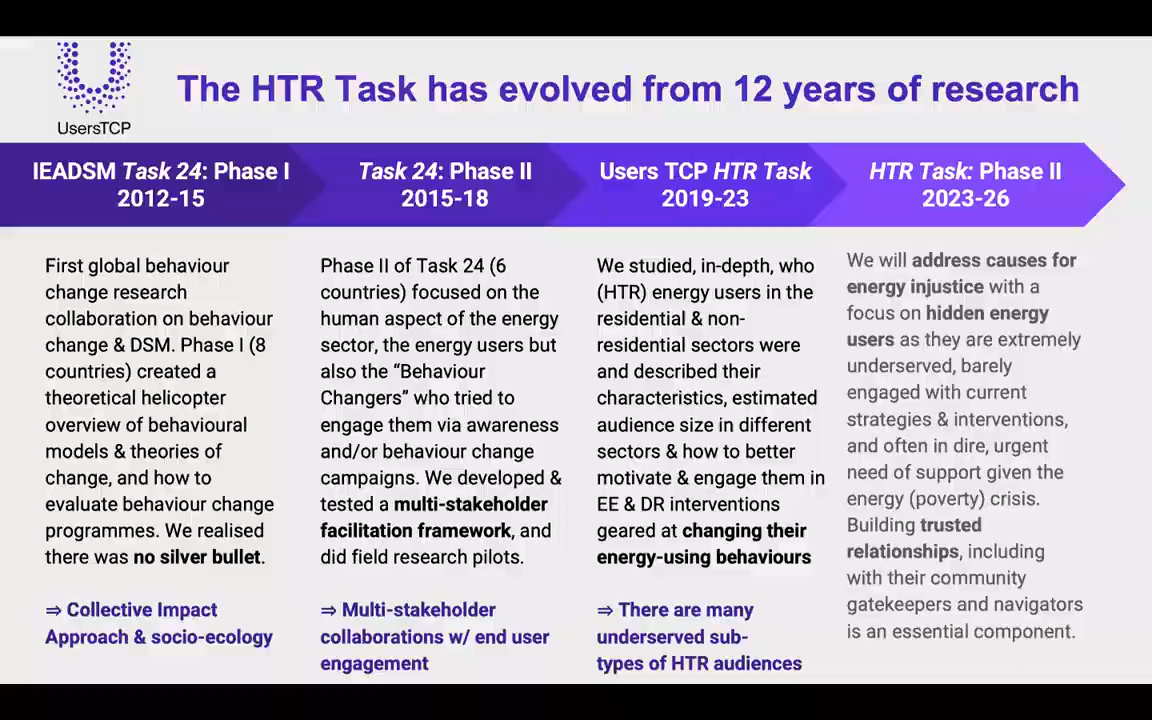 UsersTCP
The HTR Task has evolved from 12 years of research
IEADSM Task 24: Phase I
2012-15
Task 24: Phase II
2015-18
Users TCP HTR Task
2019-23
HTR Task: Phase II
2023-26
First global behaviour
change research
collaboration on behaviour
change & DSM. Phase I (8
countries) created a
theoretical helicopter
overview of behavioural
models & theories of
change, and how to
evaluate behaviour change
programmes. We realised
there was no silver bullet.
⇒ Collective Impact
Approach & socio-ecology
Phase II of Task 24 (6
countries) focused on the
human aspect of the energy
sector, the energy users but
also the “Behaviour
Changers” who tried to
engage them via awareness
and/or behaviour change
campaigns. We developed &
tested a multi-stakeholder
facilitation framework, and
did field research pilots.
⇒ Multi-stakeholder
collaborations w/ end user
engagement
We studied, in-depth, who
(HTR) energy users in the
residential & non-
residential sectors were
and described their
characteristics, estimated
audience size in different
sectors & how to better
motivate & engage them in
EE & DR interventions
geared at changing their
energy-using behaviours
⇒ There are many
underserved sub-
types of HTR audiences
We will address causes for
energy injustice with a
focus on hidden energy
users as they are extremely
underserved, barely
engaged with current
strategies & interventions,
and often in dire, urgent
need of support given the
energy (poverty) crisis.
Building trusted
relationships, including
with their community
gatekeepers and navigators
is an essential component.